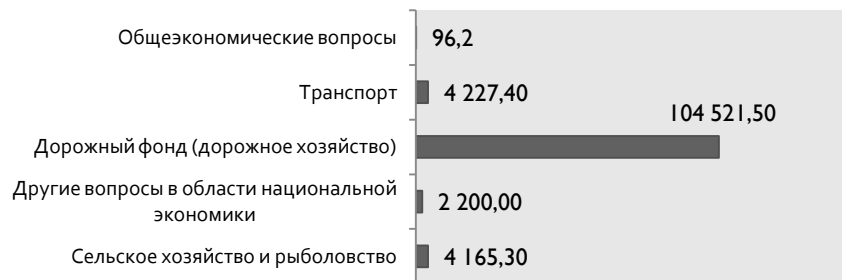 Общеэкономические вопросы 96,2
Транспорт 4 227,40
104 521,50
Дорожный фонд (дорожное хозяйство)
Другие вопросы в области национальной
экономики
2 200,00
Сельское хозяйство и рыболовство 4 165,30